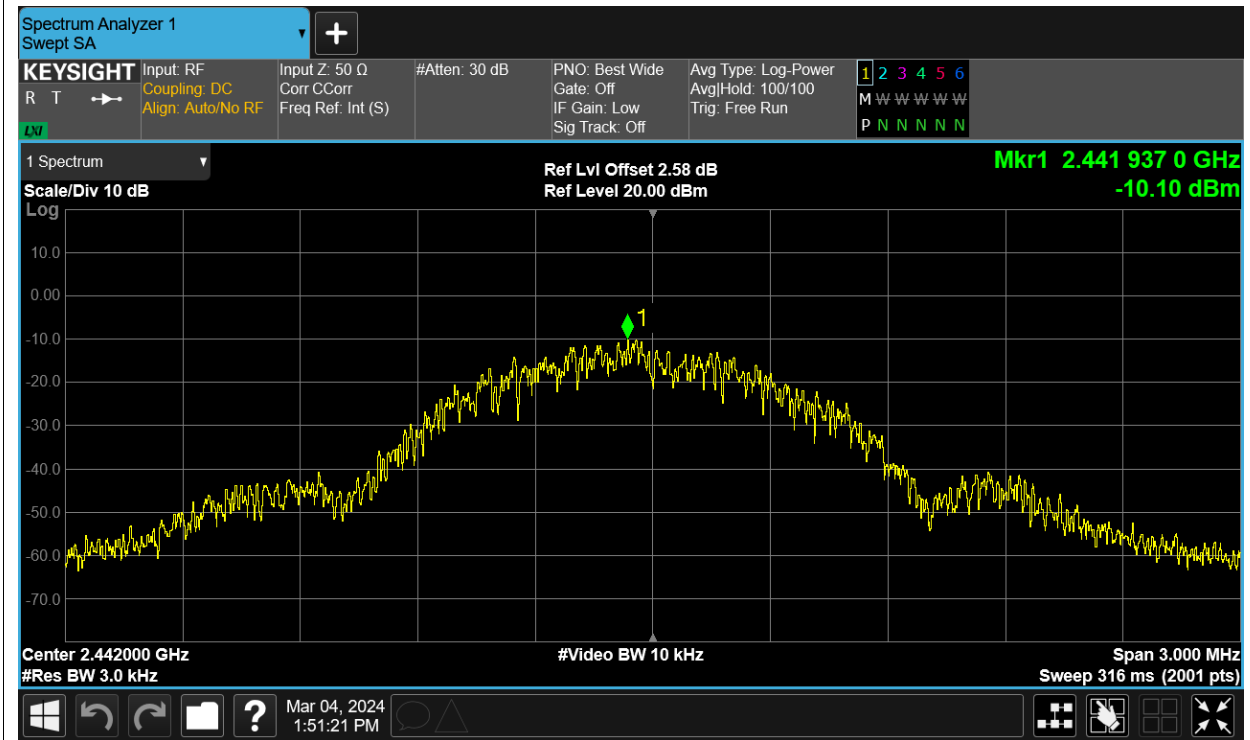 Spectrum Analyzer 1
Swept SA
KEYSIGHT
R T
LXI
Input: RF
Coupling: DC
Align: Auto/No RF
Input Z: 50 Ω
Corr CCorr
Freq Ref: Int (S)
#Atten: 30 dB
PNO: Best Wide
Gate: Off
IF Gain: Low
Sig Track: Off
Avg Type: Log-Power
Avg|Hold: 100/100
Trig: Free Run
1 2 3 4 5 6
M W W W W W
P N N N N N
1 Spectrum
Scale/Div 10 dB
Log
Ref Lvl Offset 2.58 dB
Ref Level 20.00 dBm
Mkr1 2.441 937 0 GHz
-10.10 dBm
10.0
0.00
-10.0
-20.0
-30.0
-40.0
-50.0
-60.0
-70.0
1
Center 2.442000 GHz
#Res BW 3.0 kHz
#Video BW 10 kHz
Span 3.000 MHz
Sweep 316 ms (2001 pts)
?
Mar 04, 2024
1:51:21 PM